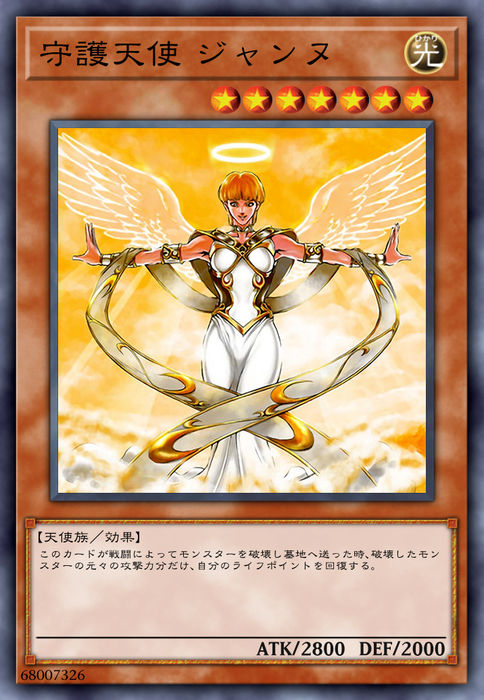 守護天使 ジャンヌ
ひかり
光
【天使族／効果】
このカードが戦闘によってモンスターを破壊し墓地へ送った時、破壊したモン
スターの元々の攻撃力分だけ、自分のライフポイントを回復する。
ATK/2800 DEF/2000
68007326